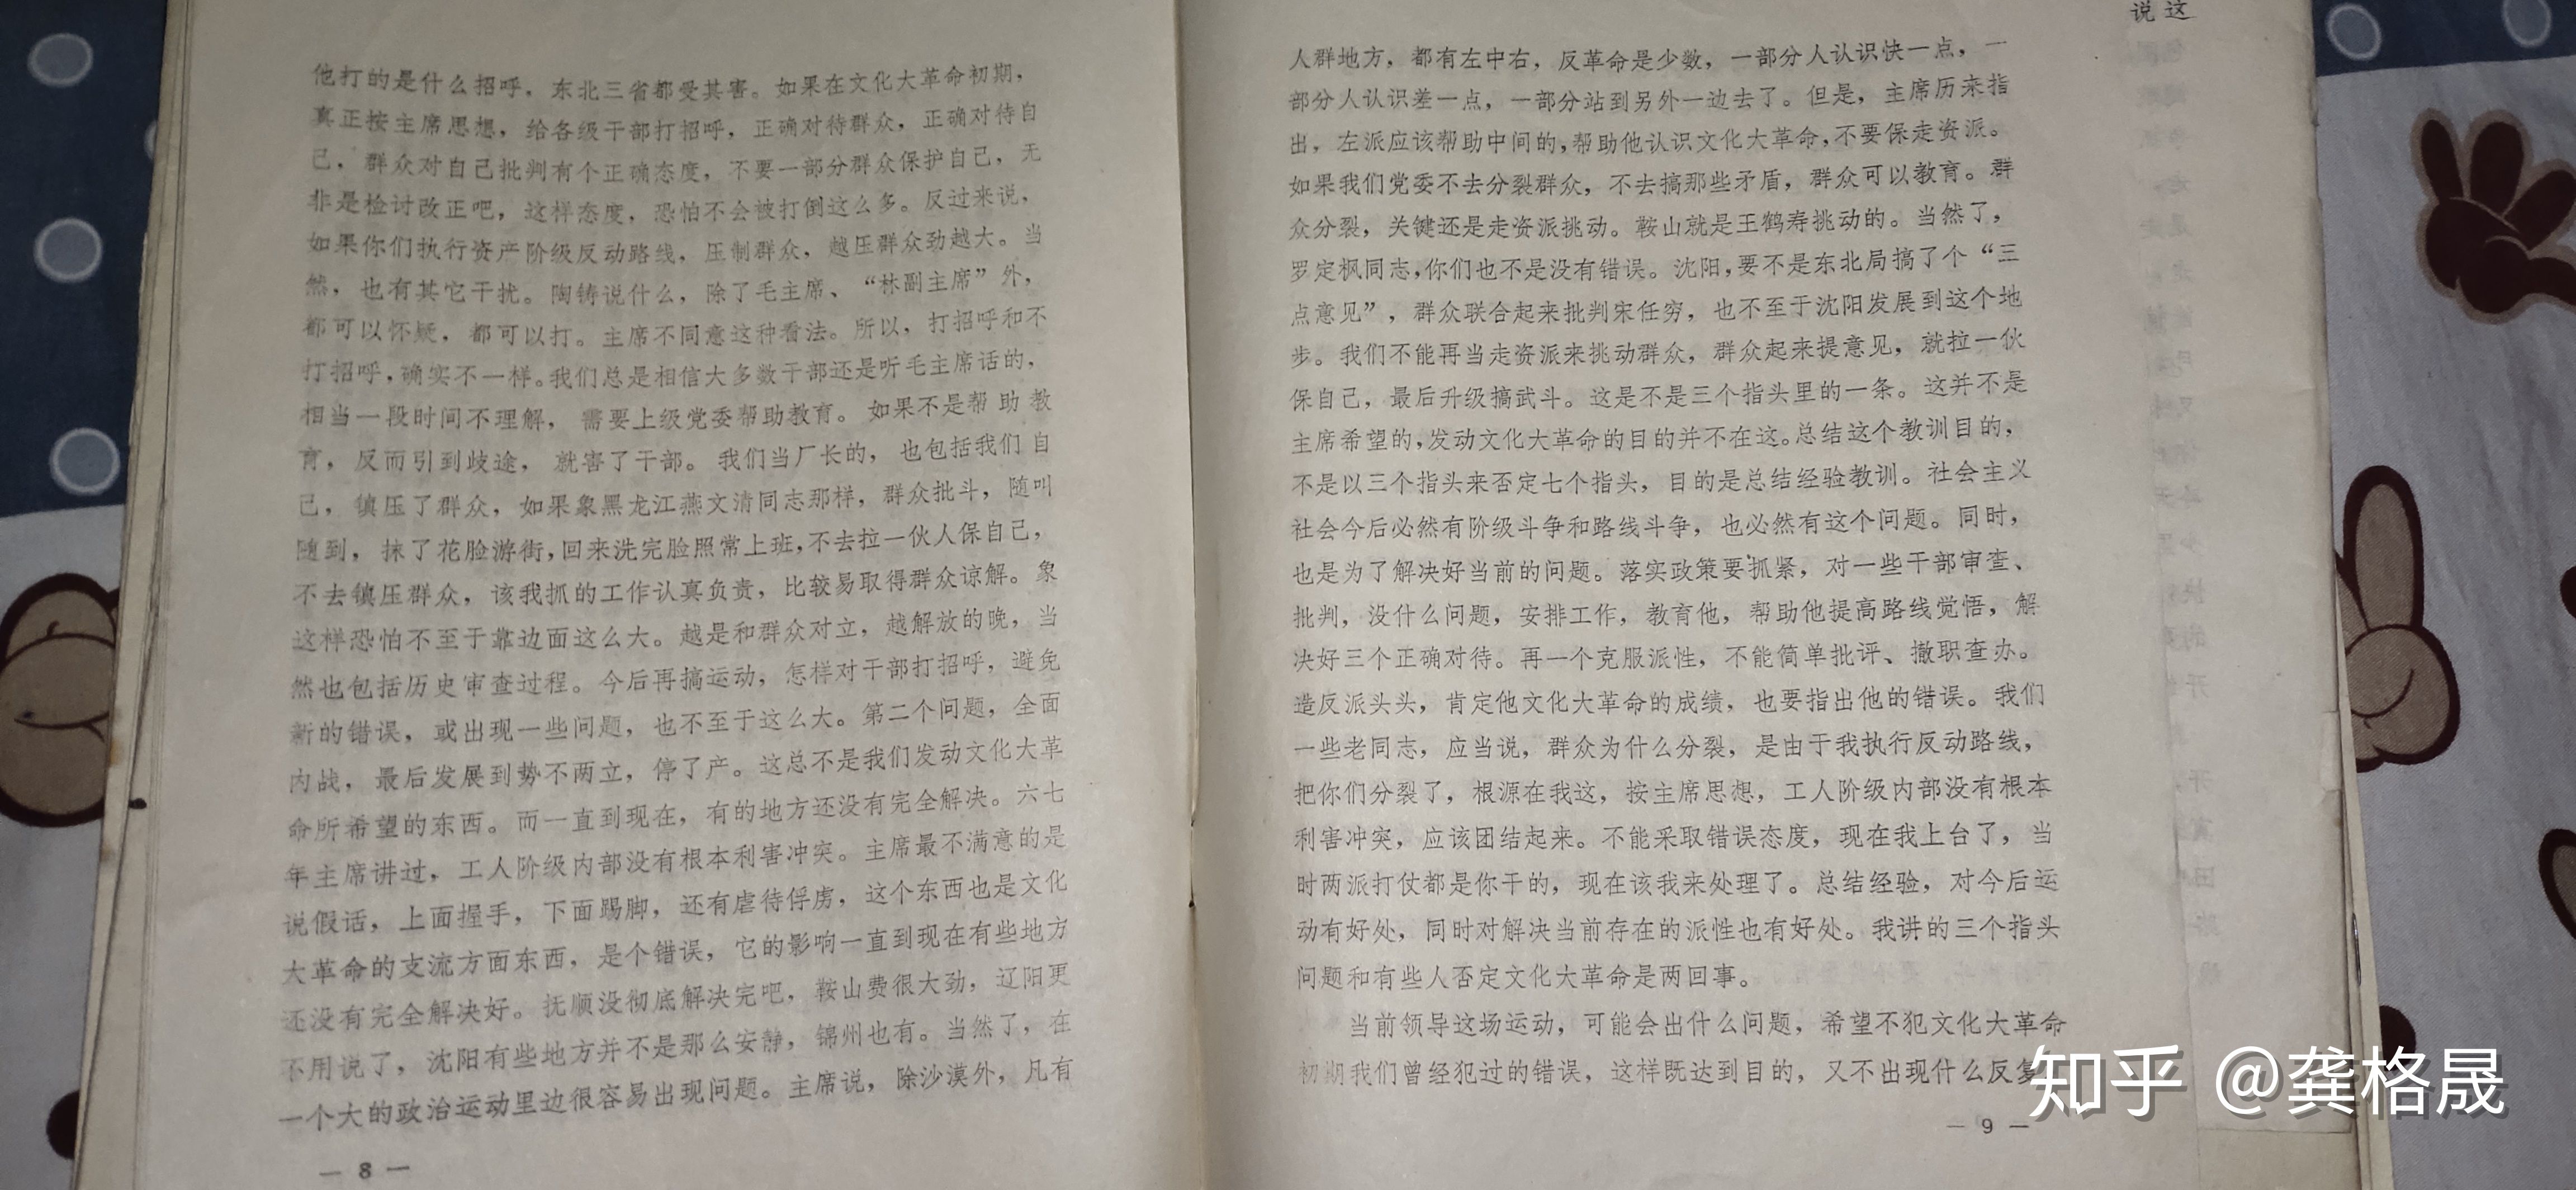 他打的是什么招呼，东北三省都受其害。如果在文化大革命初期，
真正按主席思想，给各级干部打招呼，正确对待群众，正确对待自
己，群众对自己批判有个正确态度，不要一部分群众保护自己，无
非是检讨改正吧，这样态度，恐怕不会被打倒这么多。反过来说，
如果你们执行资产阶级反动路线，压制群众，越压群众劲越大。当
然，也有其它干扰。陶铸说什么，除了毛主席、“林副主席”外，
都可以怀疑，都可以打。主席不同意这种看法。所以，打招呼和不
打招呼，确实不一样。我们总是相信大多数干部还是听毛主席话的，
相当一段时间不理解，需要上级党委帮助教育。如果不是帮助教
育，反而引到歧途，就害了干部。我们当厂长的，也包括我们自
己，镇压了群众，如果象黑龙江燕文清同志那样，群众批斗，随叫
随到，抹了花脸游街，回来洗完脸照常上班，不去拉一伙人保自己，
不去镇压群众，该我抓的工作认真负责，比较易取得群众谅解。象
这样恐怕不至于靠边面这么大。越是和群众对立，越解放的晚，当
然也包括历史审查过程。今后再搞运动，怎样对干部打招呼，避免
新的错误，或出现一些问题，也不至于这么大。第二个问题，全面
内战，最后发展到势不两立，停了产。这总不是我们发动文化大革
命所希望的东西。而一直到现在，有的地方还没有完全解决。六七
年主席讲过，工人阶级内部没有根本利害冲突。主席最不满意的是
说假话，上面握手，下面踢脚，还有虐待俘虏，这个东西也是文化
大革命的支流方面东西，是个错误，它的影响一直到现在有些地方
还没有完全解决好。抚顺没彻底解决完吧，鞍山费很大劲，辽阳更
不用说了，沈阳有些地方并不是那么安静，锦州也有。当然了，在
一个大的政治运动里边很容易出现问题。主席说，除沙漠外，凡有
— 8 —
说这
人群地方，都有左中右，反革命是少数，一部分人认识快一点，一
部分人认识差一点，一部分站到另外一边去了。但是，主席历来指
出，左派应该帮助中间的，帮助他认识文化大革命，不要保走资派。
如果我们党委不去分裂群众，不去搞那些矛盾，群众可以教育。群
众分裂，关键还是走资派挑动。鞍山就是王鹤寿挑动的。当然了，
罗定枫同志，你们也不是没有错误。沈阳，要不是东北局搞了个“三
点意见”，群众联合起来批判宋任穷，也不至于沈阳发展到这个地
步。我们不能再当走资派来挑动群众，群众起来提意见，就拉一伙
保自己，最后升级搞武斗。这是不是三个指头里的一条。这并不是
主席希望的，发动文化大革命的目的并不在这。总结这个教训目的，
不是以三个指头来否定七个指头，目的是总结经验教训。社会主义
社会今后必然有阶级斗争和路线斗争，也必然有这个问题。同时，
也是为了解决好当前的问题。落实政策要抓紧，对一些干部审查、
批判，没什么问题，安排工作，教育他，帮助他提高路线觉悟，解
决好三个正确对待。再一个克服派性，不能简单批评、撤职查办。
造反派头头，肯定他文化大革命的成绩，也要指出他的错误。我们
一些老同志，应当说，群众为什么分裂，是由于我执行反动路线，
把你们分裂了，根源在我这，按主席思想，工人阶级内部没有根本
利害冲突，应该团结起来。不能采取错误态度，现在我上台了，当
时两派打仗都是你干的，现在该我来处理了。总结经验，对今后运
动有好处，同时对解决当前存在的派性也有好处。我讲的三个指头
问题和有些人否定文化大革命是两回事。
当前领导这场运动，可能会出什么问题，希望不犯文化大革命
初期我们曾经犯过的错误，这样既达到目的，又不出现什么反复
— 9 —
知乎 @龚格晟